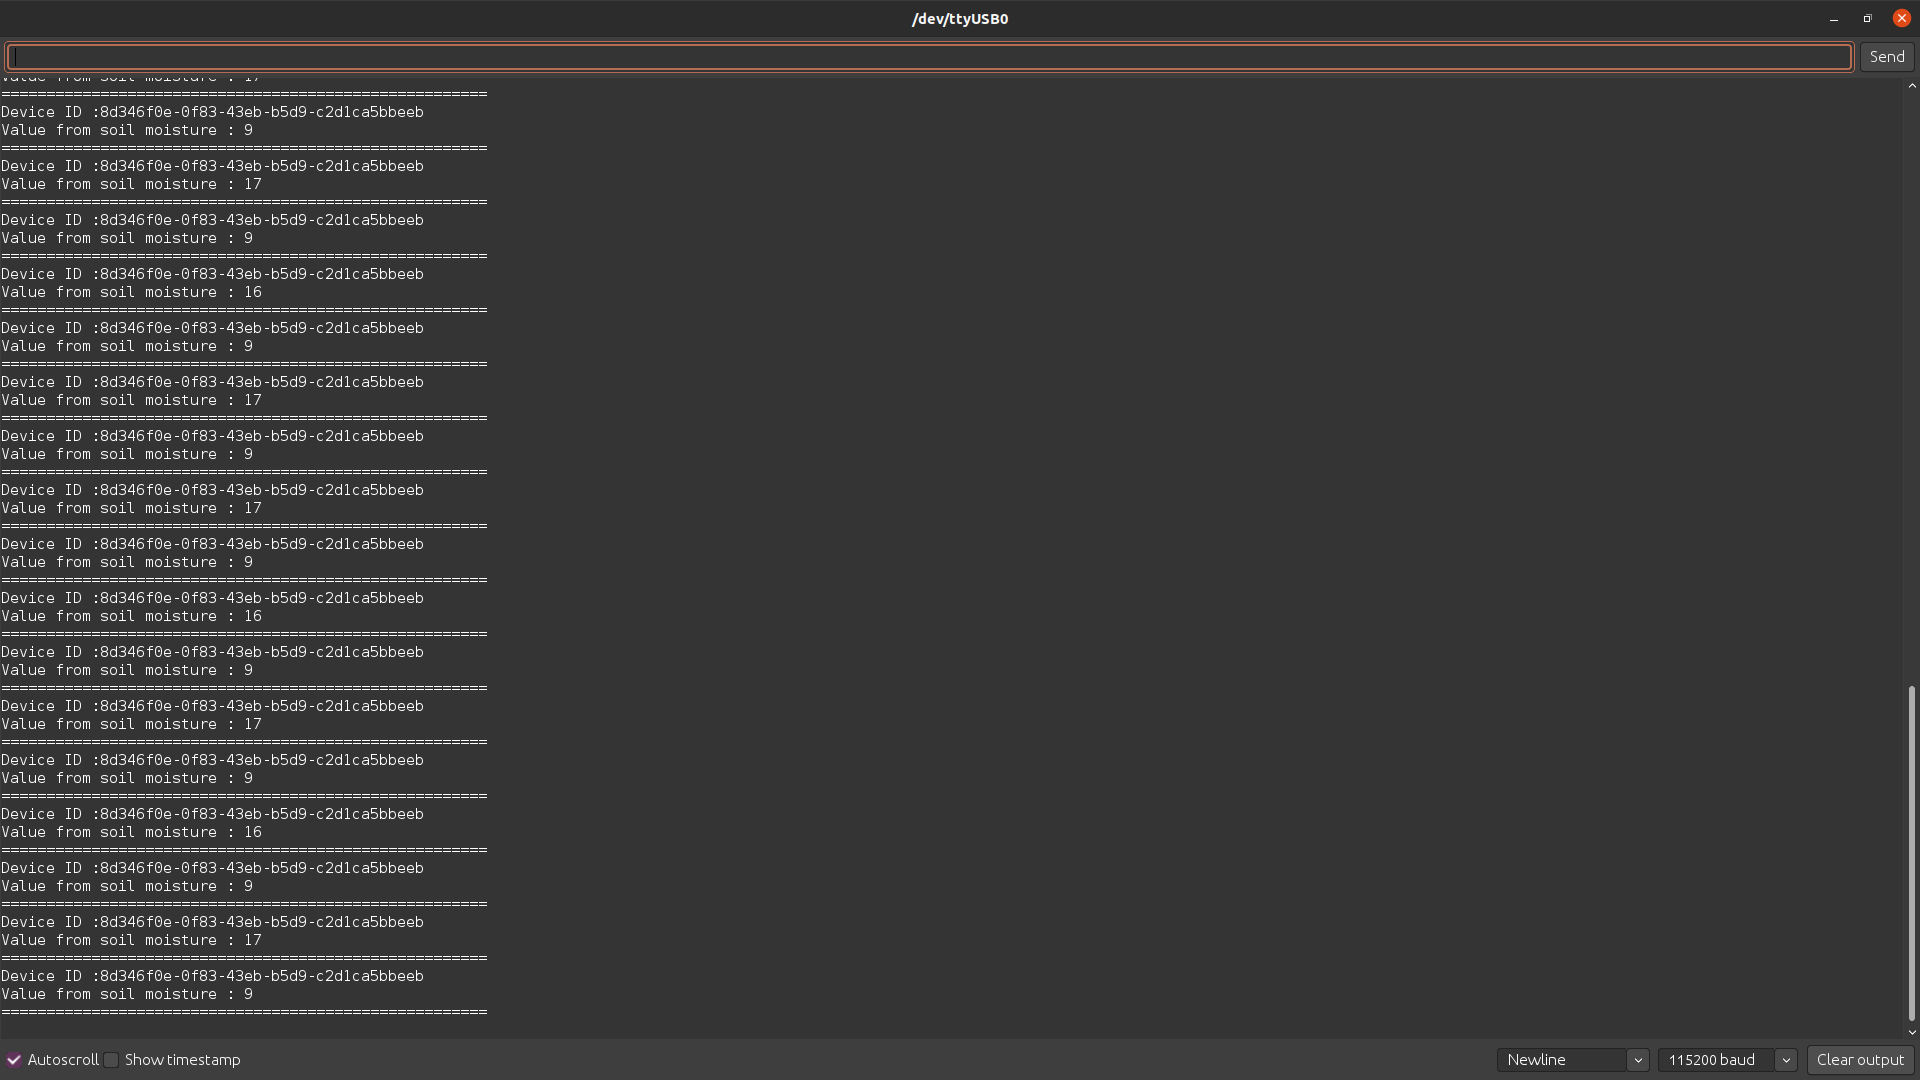 /dev/ttyUSB0
Send
Value from soil moisture : 17
======================================================
Device ID :8d346f0e-0f83-43eb-b5d9-c2d1ca5bbeeb
Value from soil moisture : 9
======================================================
Device ID :8d346f0e-0f83-43eb-b5d9-c2d1ca5bbeeb
Value from soil moisture : 17
======================================================
Device ID :8d346f0e-0f83-43eb-b5d9-c2d1ca5bbeeb
Value from soil moisture : 9
======================================================
Device ID :8d346f0e-0f83-43eb-b5d9-c2d1ca5bbeeb
Value from soil moisture : 16
======================================================
Device ID :8d346f0e-0f83-43eb-b5d9-c2d1ca5bbeeb
Value from soil moisture : 9
======================================================
Device ID :8d346f0e-0f83-43eb-b5d9-c2d1ca5bbeeb
Value from soil moisture : 17
======================================================
Device ID :8d346f0e-0f83-43eb-b5d9-c2d1ca5bbeeb
Value from soil moisture : 9
======================================================
Device ID :8d346f0e-0f83-43eb-b5d9-c2d1ca5bbeeb
Value from soil moisture : 17
======================================================
Device ID :8d346f0e-0f83-43eb-b5d9-c2d1ca5bbeeb
Value from soil moisture : 9
======================================================
Device ID :8d346f0e-0f83-43eb-b5d9-c2d1ca5bbeeb
Value from soil moisture : 16
======================================================
Device ID :8d346f0e-0f83-43eb-b5d9-c2d1ca5bbeeb
Value from soil moisture : 9
======================================================
Device ID :8d346f0e-0f83-43eb-b5d9-c2d1ca5bbeeb
Value from soil moisture : 17
======================================================
Device ID :8d346f0e-0f83-43eb-b5d9-c2d1ca5bbeeb
Value from soil moisture : 9
======================================================
Device ID :8d346f0e-0f83-43eb-b5d9-c2d1ca5bbeeb
Value from soil moisture : 16
======================================================
Device ID :8d346f0e-0f83-43eb-b5d9-c2d1ca5bbeeb
Value from soil moisture : 9
======================================================
Device ID :8d346f0e-0f83-43eb-b5d9-c2d1ca5bbeeb
Value from soil moisture : 17
======================================================
Device ID :8d346f0e-0f83-43eb-b5d9-c2d1ca5bbeeb
Value from soil moisture : 9
======================================================
Autoscroll Show timestamp Newline 115200 baud Clear output